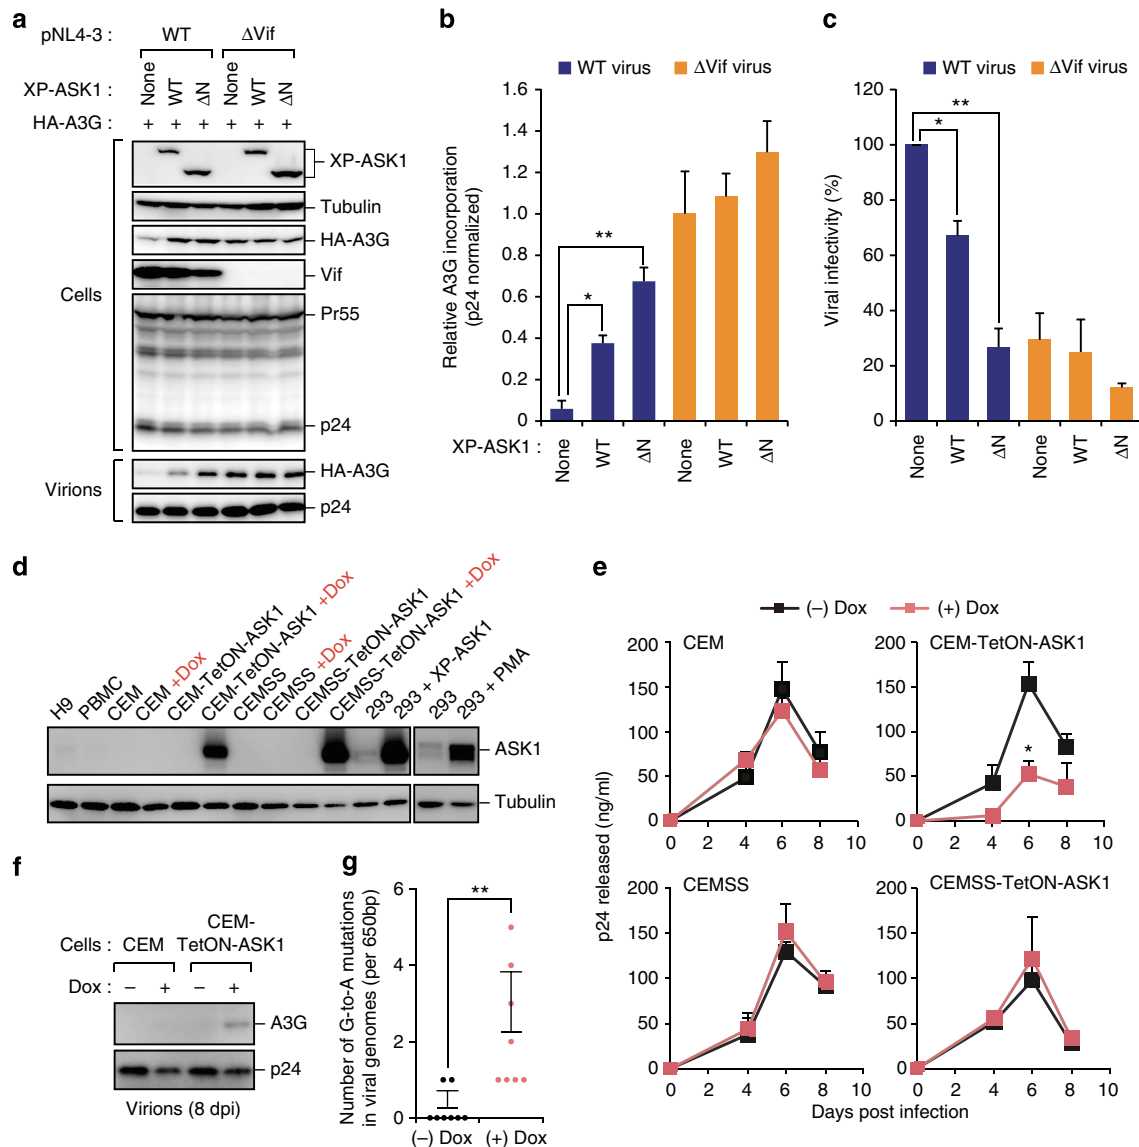 a
pNL4-3 : WT ΔVif
XP-ASK1 : None WT ΔN None WT ΔN
HA-A3G : + + + + + +
XP-ASK1
Tubulin
HA-A3G
Vif
Pr55
p24
Cells
HA-A3G
p24
Virions
b
WT virus ΔVif virus
Relative A3G incorporation
(p24 normalized)
1.6
1.4
1.2
1.0
0.8
0.6
0.4
0.2
0
**
*
XP-ASK1 : None WT ΔN None WT ΔN
c
WT virus ΔVif virus
Viral infectivity (%)
120
100
80
60
40
20
0
**
*
None WT ΔN None WT ΔN
d
H9
PBMC
CEM
CEM +Dox
CEM-TetON-ASK1
CEM-TetON-ASK1 +Dox
CEMSS
CEMSS +Dox
CEMSS-TetON-ASK1
CEMSS-TetON-ASK1 +Dox
293
293 + XP-ASK1
293
293 + PMA
ASK1
Tubulin
e
(–) Dox (+) Dox
p24 released (ng/ml)
CEM
200
150
100
50
0
0 2 4 6 8 10
CEM-TetON-ASK1
200
150
100
50
0
*
0 2 4 6 8 10
CEMSS
200
150
100
50
0
0 2 4 6 8 10
CEMSS-TetON-ASK1
200
150
100
50
0
0 2 4 6 8 10
Days post infection
f
Cells : CEM CEM-
TetON-ASK1
Dox : – + – +
A3G
p24
Virions (8 dpi)
g
Number of G-to-A mutations
in viral genomes (per 650bp)
6
4
2
0
**
(–) Dox (+) Dox